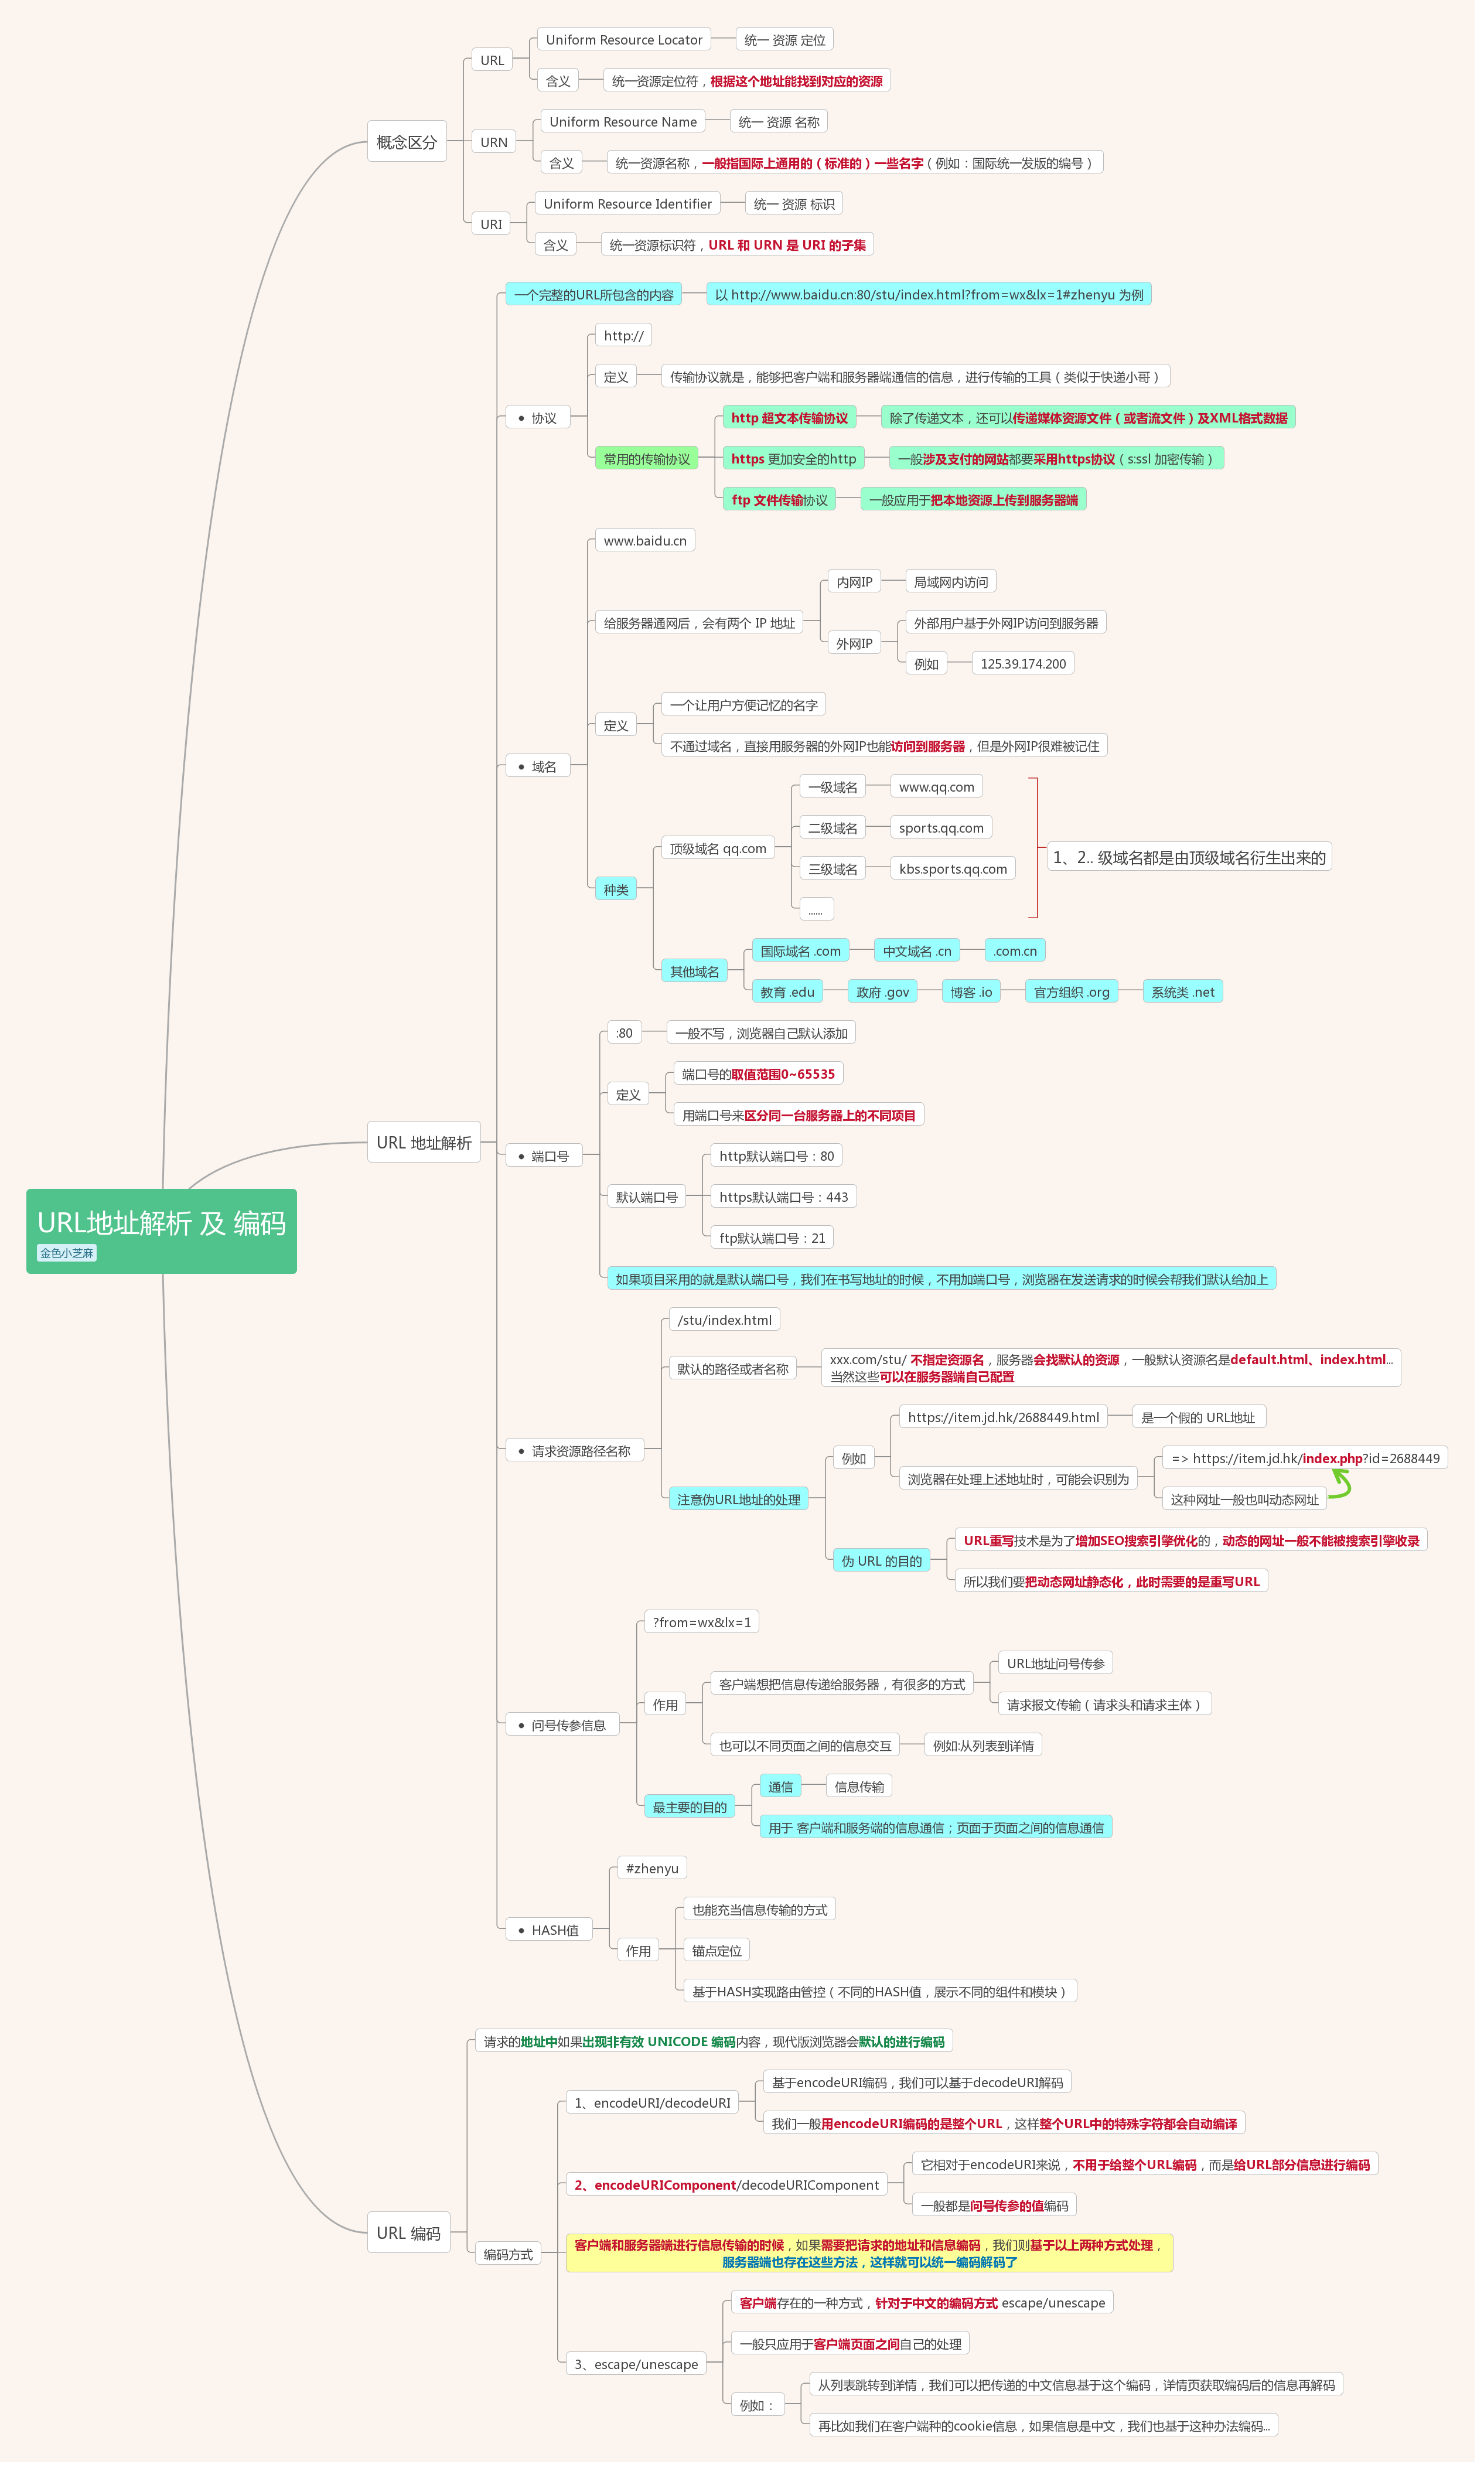 URL地址解析 及 编码
金色小芝麻
概念区分
URL
Uniform Resource Locator
统一 资源 定位
含义
统一资源定位符，根据这个地址能找到对应的资源
URN
Uniform Resource Name
统一 资源 名称
含义
统一资源名称，一般指国际上通用的（标准的）一些名字（例如：国际统一发版的编号）
URI
Uniform Resource Identifier
统一 资源 标识
含义
统一资源标识符，URL 和 URN 是 URI 的子集
URL 地址解析
一个完整的URL所包含的内容
以 http://www.baidu.cn:80/stu/index.html?from=wx&lx=1#zhenyu 为例
• 协议
http://
定义
传输协议就是，能够把客户端和服务器端通信的信息，进行传输的工具（类似于快递小哥）
常用的传输协议
http 超文本传输协议
除了传递文本，还可以传递媒体资源文件（或者流文件）及XML格式数据
https 更加安全的http
一般涉及支付的网站都要采用https协议（s:ssl 加密传输）
ftp 文件传输协议
一般应用于把本地资源上传到服务器端
• 域名
www.baidu.cn
给服务器通网后，会有两个 IP 地址
内网IP
局域网内访问
外网IP
外部用户基于外网IP访问到服务器
例如
125.39.174.200
定义
一个让用户方便记忆的名字
不通过域名，直接用服务器的外网IP也能访问到服务器，但是外网IP很难被记住
种类
顶级域名 qq.com
一级域名
www.qq.com
二级域名
sports.qq.com
三级域名
kbs.sports.qq.com
......
1、2.. 级域名都是由顶级域名衍生出来的
其他域名
国际域名 .com
中文域名 .cn
.com.cn
教育 .edu
政府 .gov
博客 .io
官方组织 .org
系统类 .net
• 端口号
:80
一般不写，浏览器自己默认添加
定义
端口号的取值范围0~65535
用端口号来区分同一台服务器上的不同项目
默认端口号
http默认端口号：80
https默认端口号：443
ftp默认端口号：21
如果项目采用的就是默认端口号，我们在书写地址的时候，不用加端口号，浏览器在发送请求的时候会帮我们默认给加上
• 请求资源路径名称
/stu/index.html
默认的路径或者名称
xxx.com/stu/ 不指定资源名，服务器会找默认的资源，一般默认资源名是default.html、index.html...
当然这些可以在服务器端自己配置
注意伪URL地址的处理
例如
https://item.jd.hk/2688449.html
是一个假的 URL地址
浏览器在处理上述地址时，可能会识别为
=> https://item.jd.hk/index.php?id=2688449
这种网址一般也叫动态网址
伪 URL 的目的
URL重写技术是为了增加SEO搜索引擎优化的，动态的网址一般不能被搜索引擎收录
所以我们要把动态网址静态化，此时需要的是重写URL
• 问号传参信息
?from=wx&lx=1
作用
客户端想把信息传递给服务器，有很多的方式
URL地址问号传参
请求报文传输（请求头和请求主体）
也可以不同页面之间的信息交互
例如:从列表到详情
最主要的目的
通信
信息传输
用于 客户端和服务端的信息通信；页面于页面之间的信息通信
• HASH值
#zhenyu
作用
也能充当信息传输的方式
锚点定位
基于HASH实现路由管控（不同的HASH值，展示不同的组件和模块）
URL 编码
请求的地址中如果出现非有效 UNICODE 编码内容，现代版浏览器会默认的进行编码
编码方式
1、encodeURI/decodeURI
基于encodeURI编码，我们可以基于decodeURI解码
我们一般用encodeURI编码的是整个URL，这样整个URL中的特殊字符都会自动编译
2、encodeURIComponent/decodeURIComponent
它相对于encodeURI来说，不用于给整个URL编码，而是给URL部分信息进行编码
一般都是问号传参的值编码
客户端和服务器端进行信息传输的时候，如果需要把请求的地址和信息编码，我们则基于以上两种方式处理，
服务器端也存在这些方法，这样就可以统一编码解码了
3、escape/unescape
客户端存在的一种方式，针对于中文的编码方式 escape/unescape
一般只应用于客户端页面之间自己的处理
例如：
从列表跳转到详情，我们可以把传递的中文信息基于这个编码，详情页获取编码后的信息再解码
再比如我们在客户端种的cookie信息，如果信息是中文，我们也基于这种办法编码...